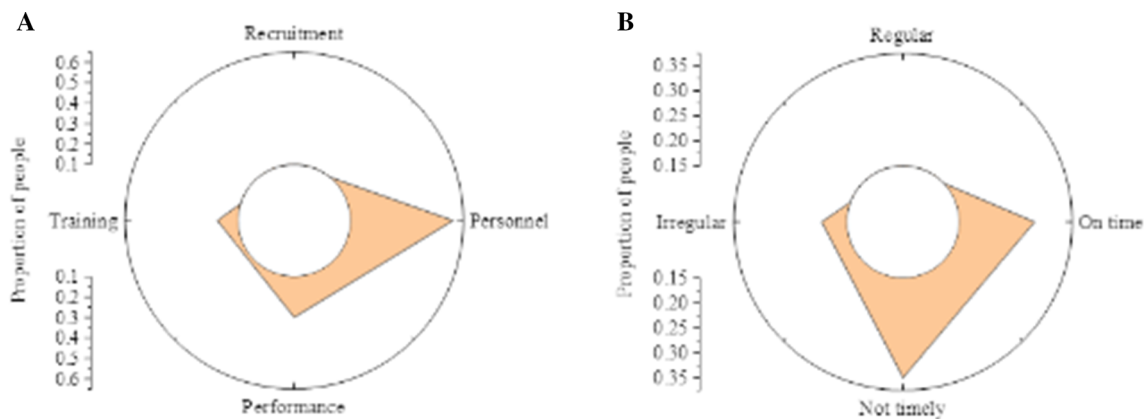 A
Recruitment
0.6
0.5
0.4
0.3
0.2
0.1
Proportion of people
Training
Personnel
0.1
0.2
0.3
0.4
0.5
0.6
Performance
B
Regular
0.35
0.30
0.25
0.20
0.15
Proportion of people
Irregular
On time
0.15
0.20
0.25
0.30
0.35
Not timely